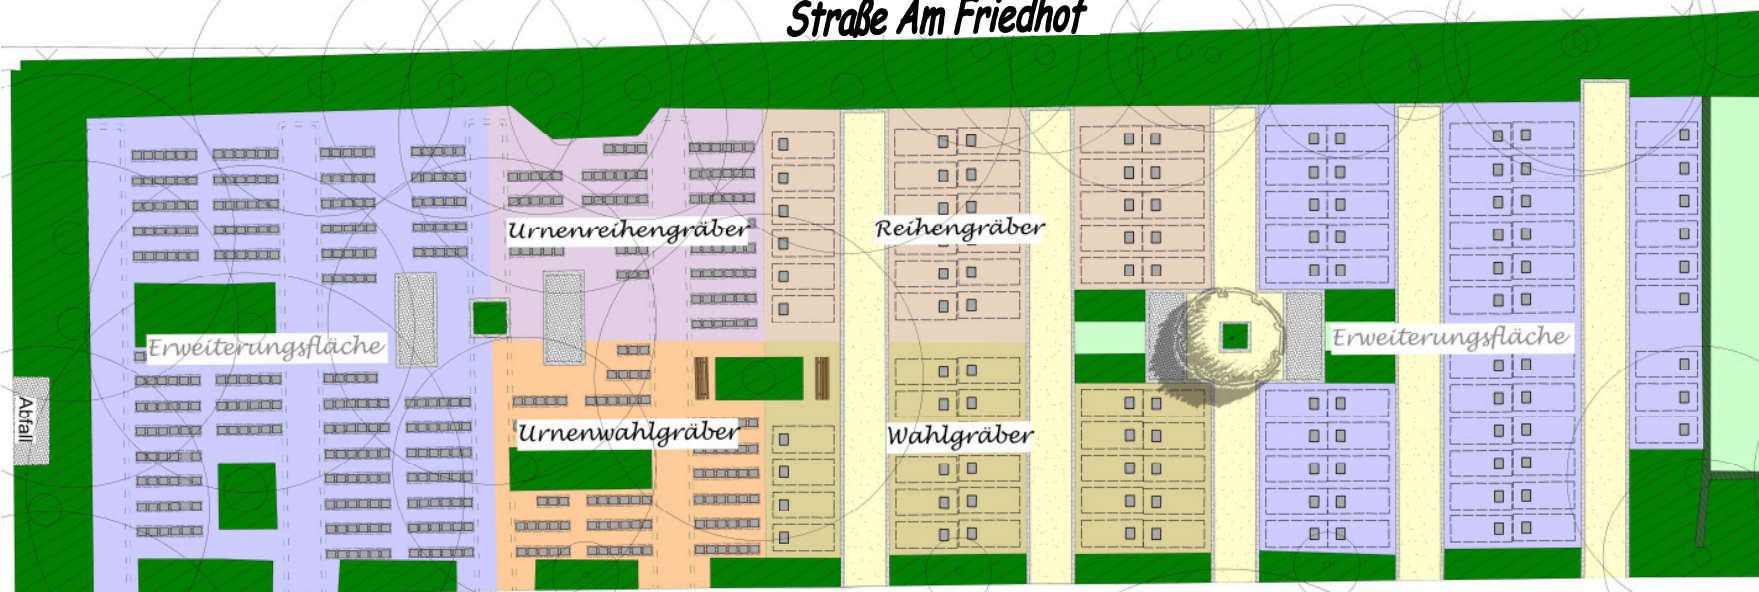 Straße Am Friedhof
Urnenreihengräber
Reihengräber
Erweiterungsfläche
Erweiterungsfläche
Abfall
Urnenwahlgräber
Wahlgräber